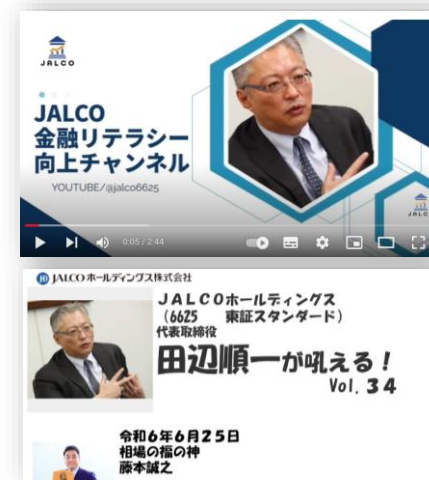 JALCO
JALCO
金融リテラシー
向上チャンネル
YOUTUBE/@jalco6625
JALCO
0:05 / 2:44
JALCOホールディングス株式会社
JALCOホールディングス
(6625 東証スタンダード)
代表取締役
田辺順一が吼える!
Vol.34
令和6年6月25日
相場の福の神
藤本誠之